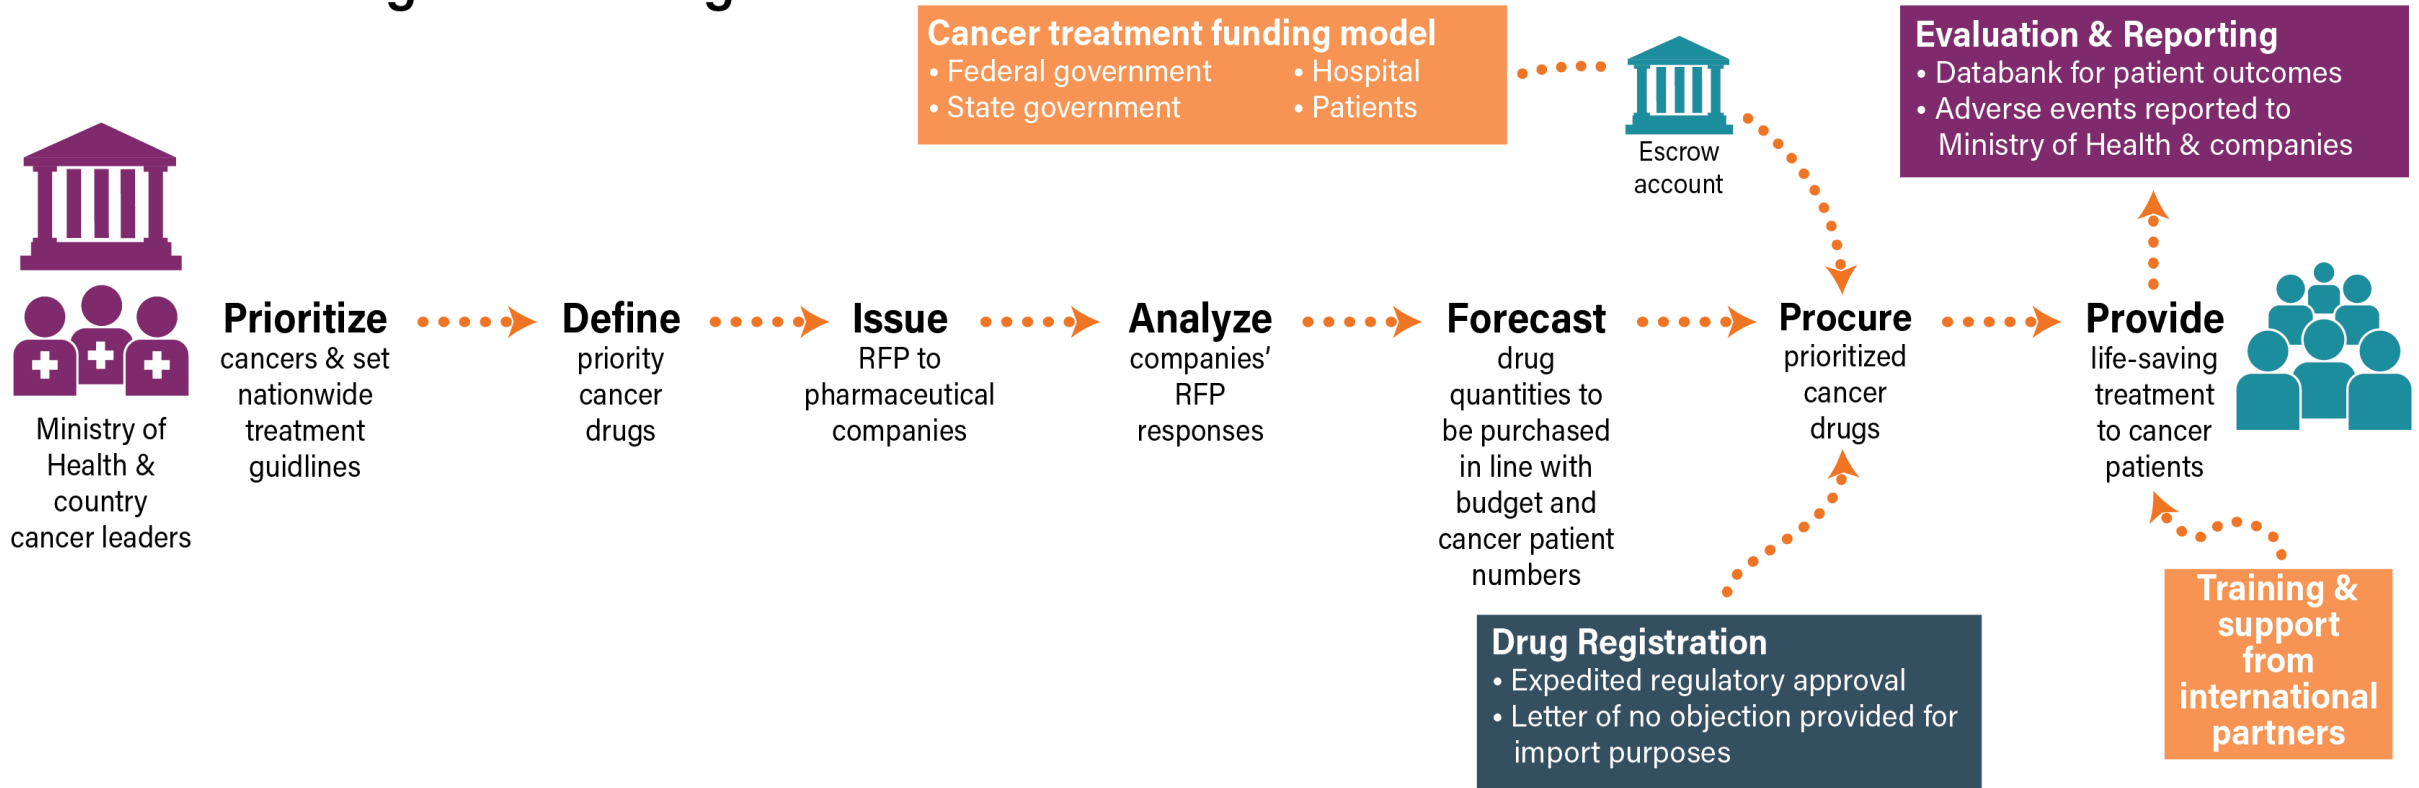 Cancer treatment funding model
• Federal government
• State government
• Hospital
• Patients
Escrow
account
Evaluation & Reporting
• Databank for patient outcomes
• Adverse events reported to
Ministry of Health & companies
Ministry of
Health &
country
cancer leaders
Prioritize
cancers & set
nationwide
treatment
guidlines
Define
priority
cancer
drugs
Issue
RFP to
pharmaceutical
companies
Analyze
companies’
RFP
responses
Forecast
drug
quantities to
be purchased
in line with
budget and
cancer patient
numbers
Procure
prioritized
cancer
drugs
Provide
life-saving
treatment
to cancer
patients
Drug Registration
• Expedited regulatory approval
• Letter of no objection provided for
import purposes
Training &
support
from
international
partners